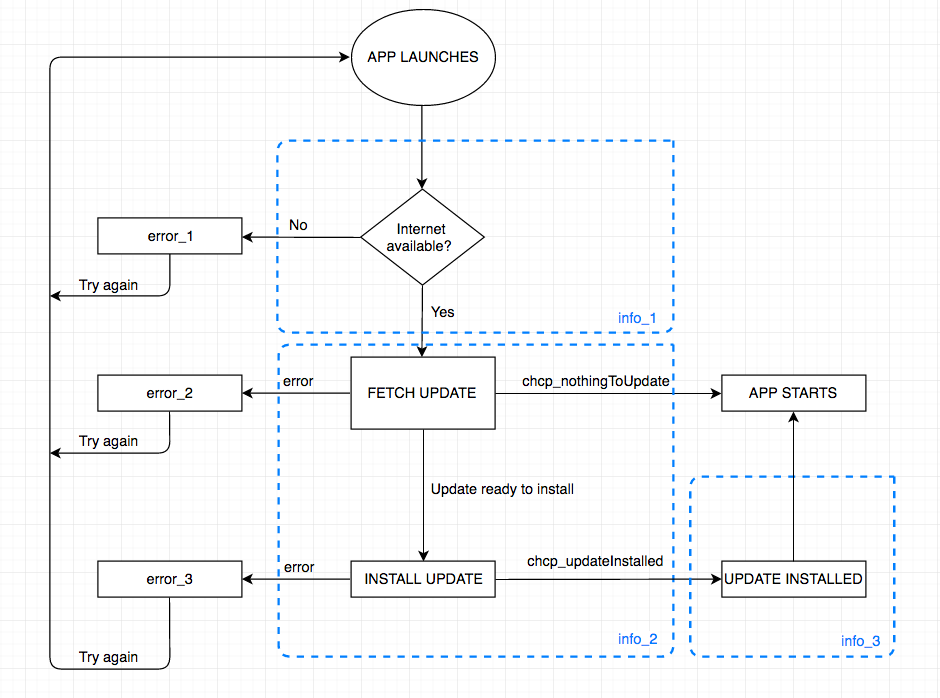 APP LAUNCHES
No
Internet
available?
error_1
Try again
Yes
info_1
error
chcp_nothingToUpdate
error_2
FETCH UPDATE
APP STARTS
Try again
Update ready to install
error
chcp_updateInstalled
error_3
INSTALL UPDATE
UPDATE INSTALLED
info_2
info_3
Try again